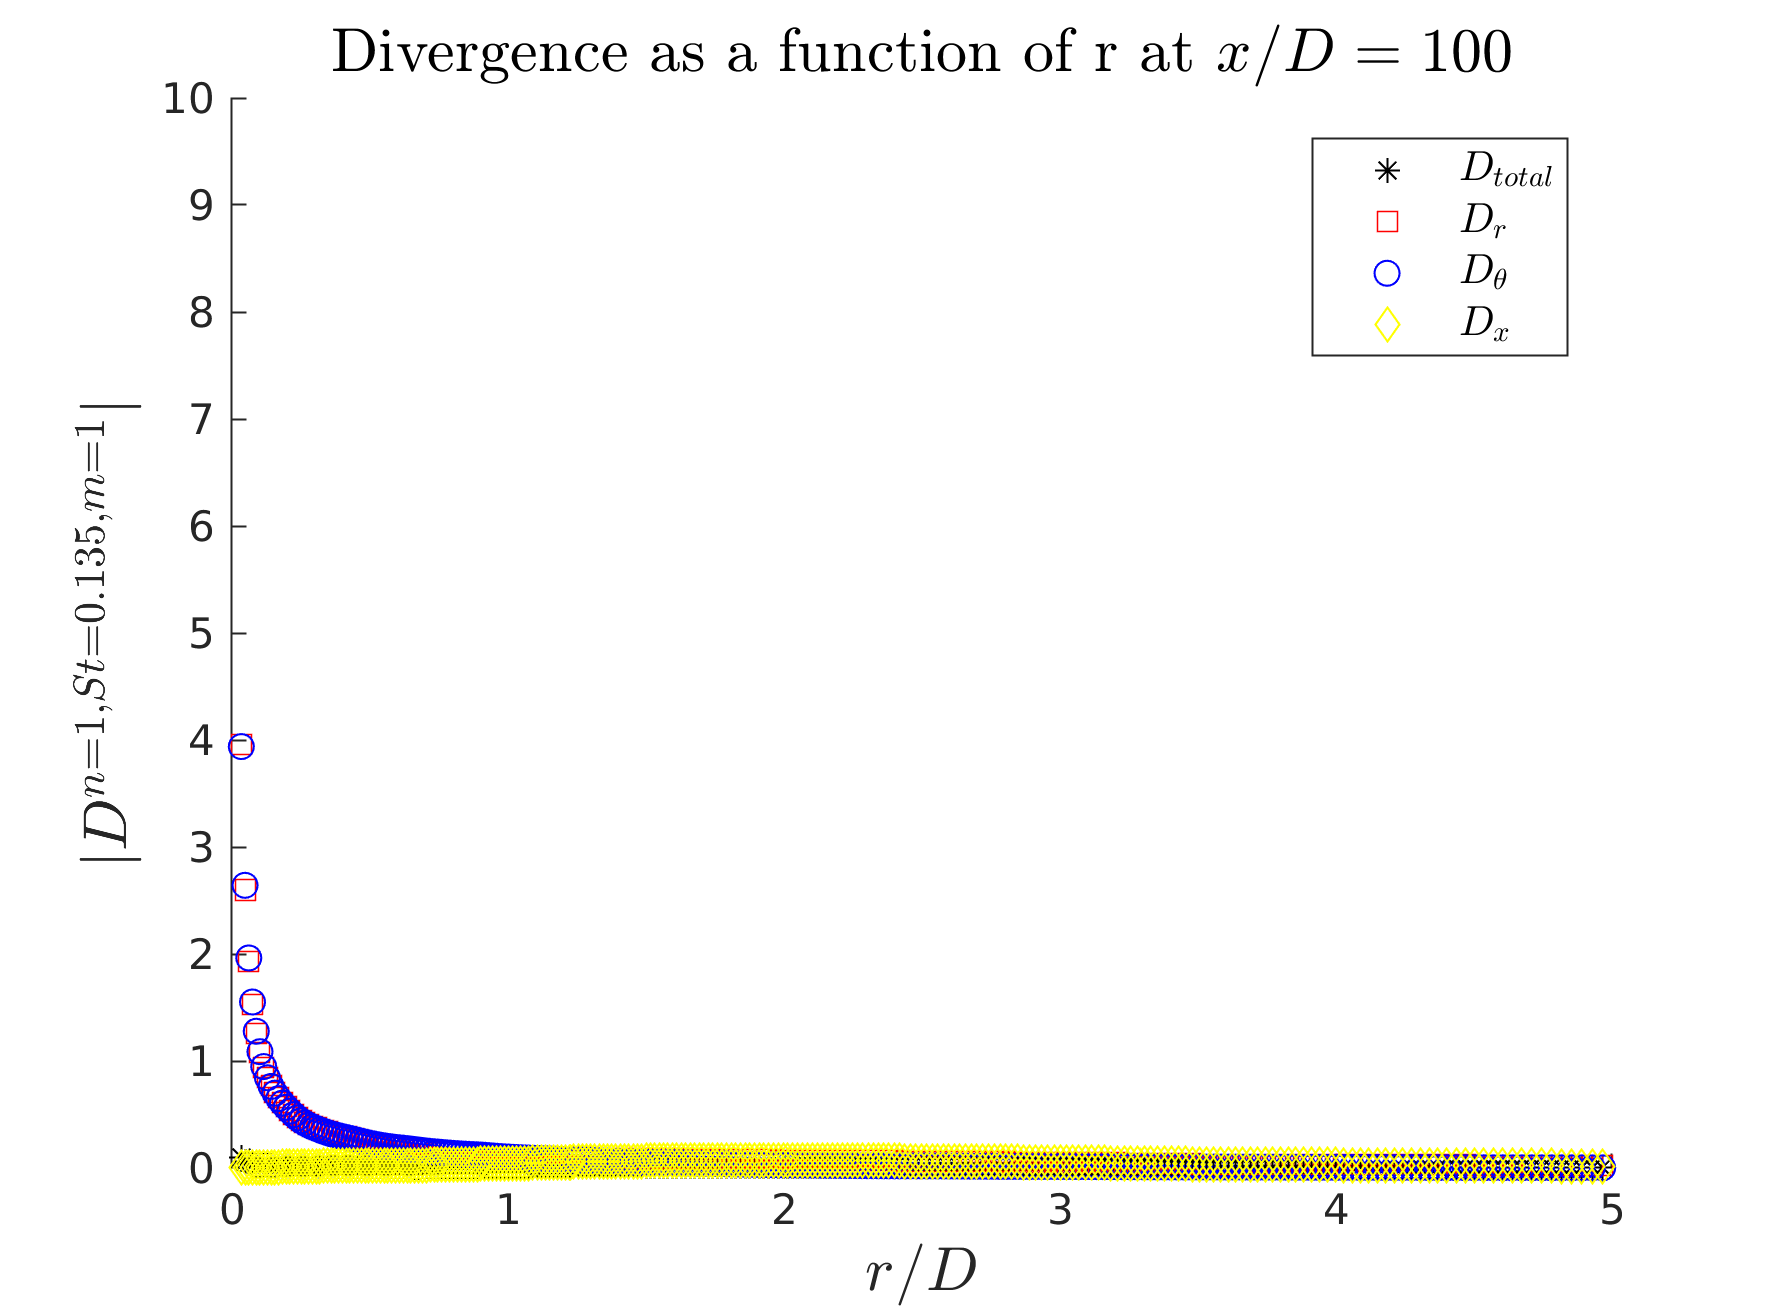 Divergence as a function of r at x/D = 100
10
9
8
7
6
5
4
3
2
1
0
0 1 2 3 4 5
r/D
|D^{n=1,St=0.135,m=1}|
D_{total}
D_r
D_θ
D_x